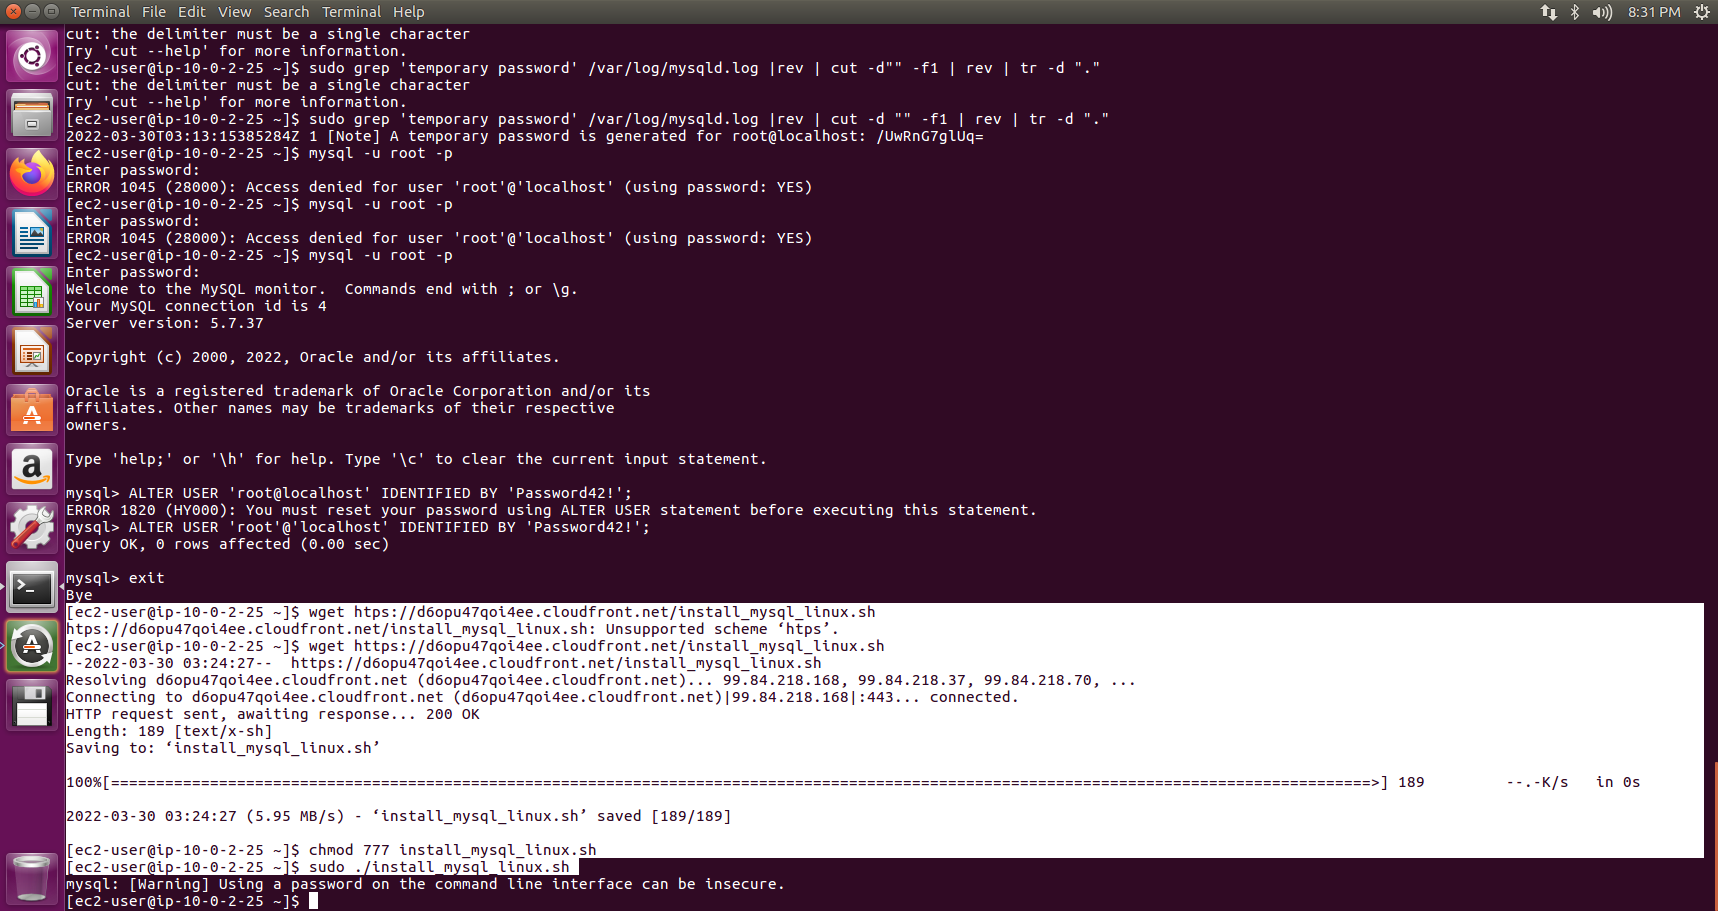 Terminal File Edit View Search Terminal Help 8:31 PM
cut: the delimiter must be a single character
Try 'cut --help' for more information.
[ec2-user@ip-10-0-2-25 ~]$ sudo grep 'temporary password' /var/log/mysqld.log |rev | cut -d"" -f1 | rev | tr -d "."
cut: the delimiter must be a single character
Try 'cut --help' for more information.
[ec2-user@ip-10-0-2-25 ~]$ sudo grep 'temporary password' /var/log/mysqld.log |rev | cut -d "" -f1 | rev | tr -d "."
2022-03-30T03:13:15385284Z 1 [Note] A temporary password is generated for root@localhost: /UwRnG7glUq=
[ec2-user@ip-10-0-2-25 ~]$ mysql -u root -p
Enter password:
ERROR 1045 (28000): Access denied for user 'root'@'localhost' (using password: YES)
[ec2-user@ip-10-0-2-25 ~]$ mysql -u root -p
Enter password:
ERROR 1045 (28000): Access denied for user 'root'@'localhost' (using password: YES)
[ec2-user@ip-10-0-2-25 ~]$ mysql -u root -p
Enter password:
Welcome to the MySQL monitor.  Commands end with ; or \g.
Your MySQL connection id is 4
Server version: 5.7.37
Copyright (c) 2000, 2022, Oracle and/or its affiliates.
Oracle is a registered trademark of Oracle Corporation and/or its
affiliates. Other names may be trademarks of their respective
owners.
Type 'help;' or '\h' for help. Type '\c' to clear the current input statement.
mysql> ALTER USER 'root@localhost' IDENTIFIED BY 'Password42!';
ERROR 1820 (HY000): You must reset your password using ALTER USER statement before executing this statement.
mysql> ALTER USER 'root'@'localhost' IDENTIFIED BY 'Password42!';
Query OK, 0 rows affected (0.00 sec)
mysql> exit
Bye
[ec2-user@ip-10-0-2-25 ~]$ wget htps://d6opu47qoi4ee.cloudfront.net/install_mysql_linux.sh
htps://d6opu47qoi4ee.cloudfront.net/install_mysql_linux.sh: Unsupported scheme ‘htps’.
[ec2-user@ip-10-0-2-25 ~]$ wget https://d6opu47qoi4ee.cloudfront.net/install_mysql_linux.sh
--2022-03-30 03:24:27--  https://d6opu47qoi4ee.cloudfront.net/install_mysql_linux.sh
Resolving d6opu47qoi4ee.cloudfront.net (d6opu47qoi4ee.cloudfront.net)... 99.84.218.168, 99.84.218.37, 99.84.218.70, ...
Connecting to d6opu47qoi4ee.cloudfront.net (d6opu47qoi4ee.cloudfront.net)|99.84.218.168|:443... connected.
HTTP request sent, awaiting response... 200 OK
Length: 189 [text/x-sh]
Saving to: ‘install_mysql_linux.sh’
100%[============================================================================================================================================>] 189         --.-K/s   in 0s
2022-03-30 03:24:27 (5.95 MB/s) - ‘install_mysql_linux.sh’ saved [189/189]
[ec2-user@ip-10-0-2-25 ~]$ chmod 777 install_mysql_linux.sh
[ec2-user@ip-10-0-2-25 ~]$ sudo ./install_mysql_linux.sh
mysql: [Warning] Using a password on the command line interface can be insecure.
[ec2-user@ip-10-0-2-25 ~]$